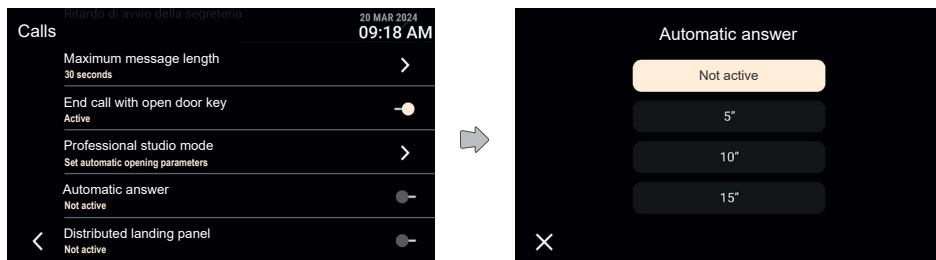 Ritardo di avvio della segreteria
20 MAR 2024
Calls
09:18 AM
Maximum message length
30 seconds
End call with open door key
Active
Professional studio mode
Set automatic opening parameters
Automatic answer
Not active
Distributed landing panel
Not active
Automatic answer
Not active
5”
10”
15”